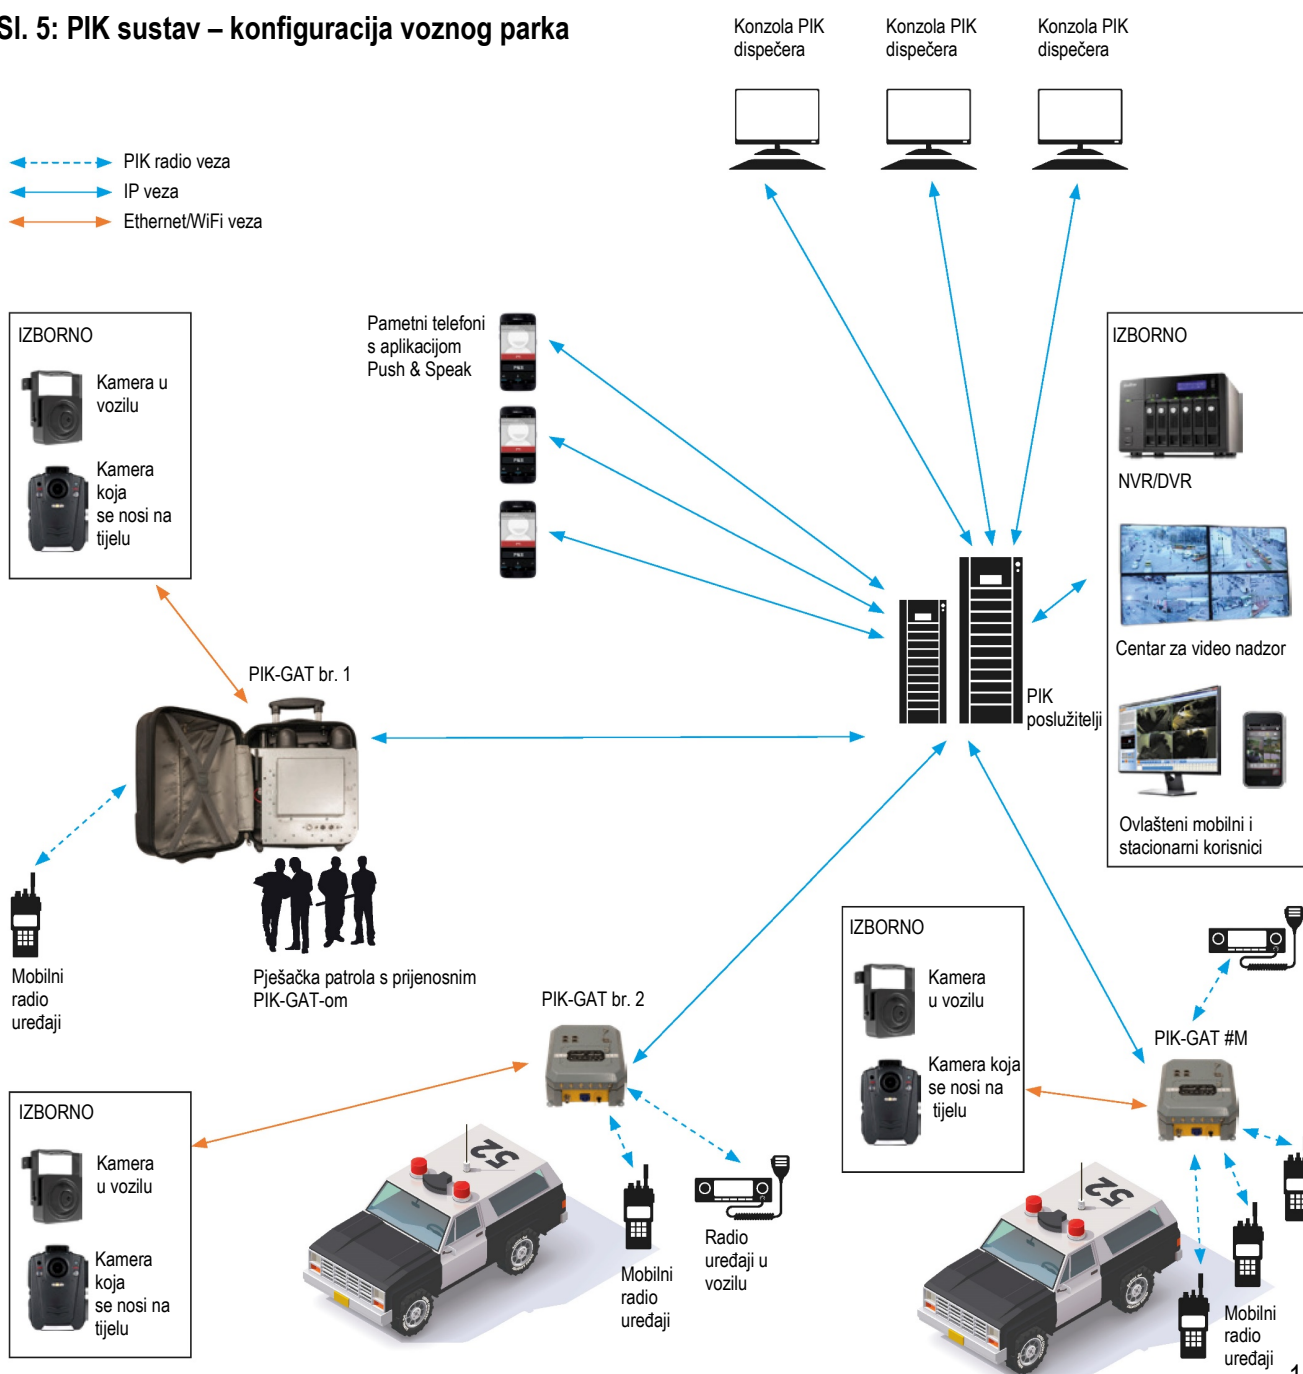 Sl. 5: PIK sustav – konfiguracija voznog parka
Konzola PIK
dispečera
Konzola PIK
dispečera
Konzola PIK
dispečera
PIK radio veza
IP veza
Ethernet/WiFi veza
IZBORNO
Kamera u
vozilu
Kamera
koja
se nosi na
tijelu
Pametni telefoni
s aplikacijom
Push & Speak
IZBORNO
NVR/DVR
Centar za video nadzor
Ovlašteni mobilni i
stacionarni korisnici
PIK
poslužitelji
PIK-GAT br. 1
Mobilni
radio
uređaji
Pješačka patrola s prijenosnim
PIK-GAT-om
PIK-GAT br. 2
IZBORNO
Kamera
u vozilu
Kamera koja
se nosi na
tijelu
PIK-GAT #M
IZBORNO
Kamera
u vozilu
Kamera
koja
se nosi na
tijelu
52
Mobilni
radio
uređaji
Radio
uređaji u
vozilu
52
Mobilni
radio
uređaji